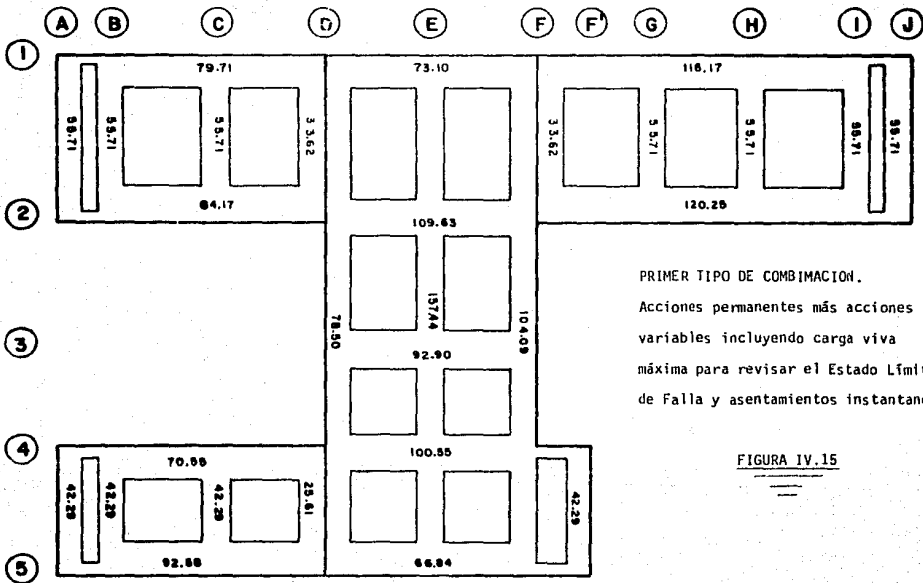 A B C D E F F' G H I J
1
79.71 73.10 116.17
55.71 55.71 55.71 33.62 33.62 55.71 55.71 55.71 55.71
2
84.17 120.25
109.63
PRIMER TIPO DE COMBIMACION.
Acciones permanentes más acciones
78.50 157.44 104.09
variables incluyendo carga viva
3
92.90
máxima para revisar el Estado Límit
de Falla y asentamientos instantan
4
70.55 100.55
FIGURA IV.15
42.29 42.29 42.29 25.61 42.29
92.88 66.84
5